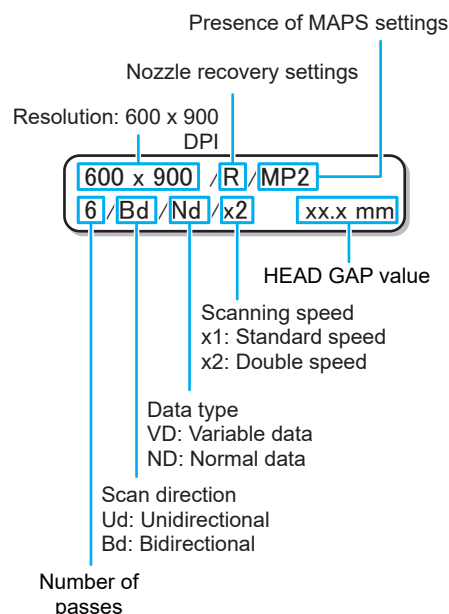 Presence of MAPS settings
Nozzle recovery settings
Resolution: 600 x 900
DPI
600 x 900 /R/MP2
6/Bd/Nd/x2 xx.x mm
HEAD GAP value
Scanning speed
x1: Standard speed
x2: Double speed
Data type
VD: Variable data
ND: Normal data
Scan direction
Ud: Unidirectional
Bd: Bidirectional
Number of
passes